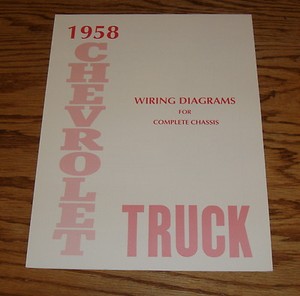 1958
CHEVROLET
WIRING DIAGRAMS
FOR
COMPLETE CHASSIS
TRUCK